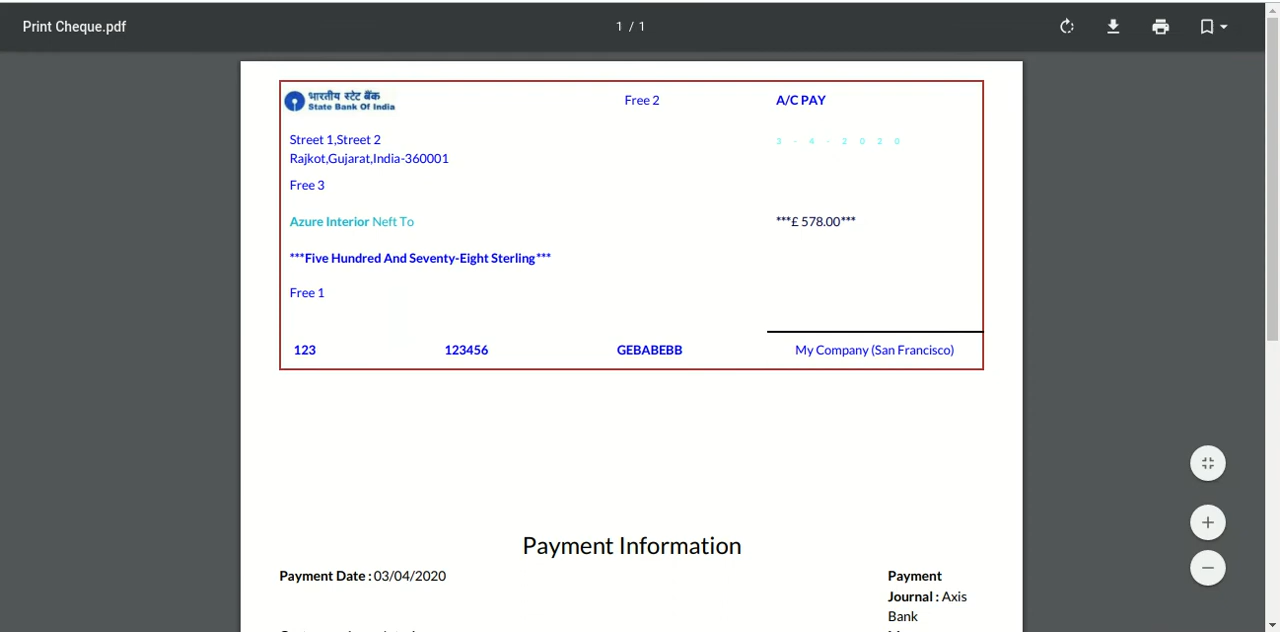 Print Cheque.pdf
1 / 1
भारतीय स्टेट बैंक
State Bank Of India
Free 2
A/C PAY
Street 1,Street 2
3 - 4 - 2 0 2 0
Rajkot,Gujarat,India-360001
Free 3
Azure Interior Neft To
***£ 578.00***
***Five Hundred And Seventy-Eight Sterling***
Free 1
123
123456
GEBABEBB
My Company (San Francisco)
Payment Information
Payment Date : 03/04/2020
Payment
Journal : Axis
Bank